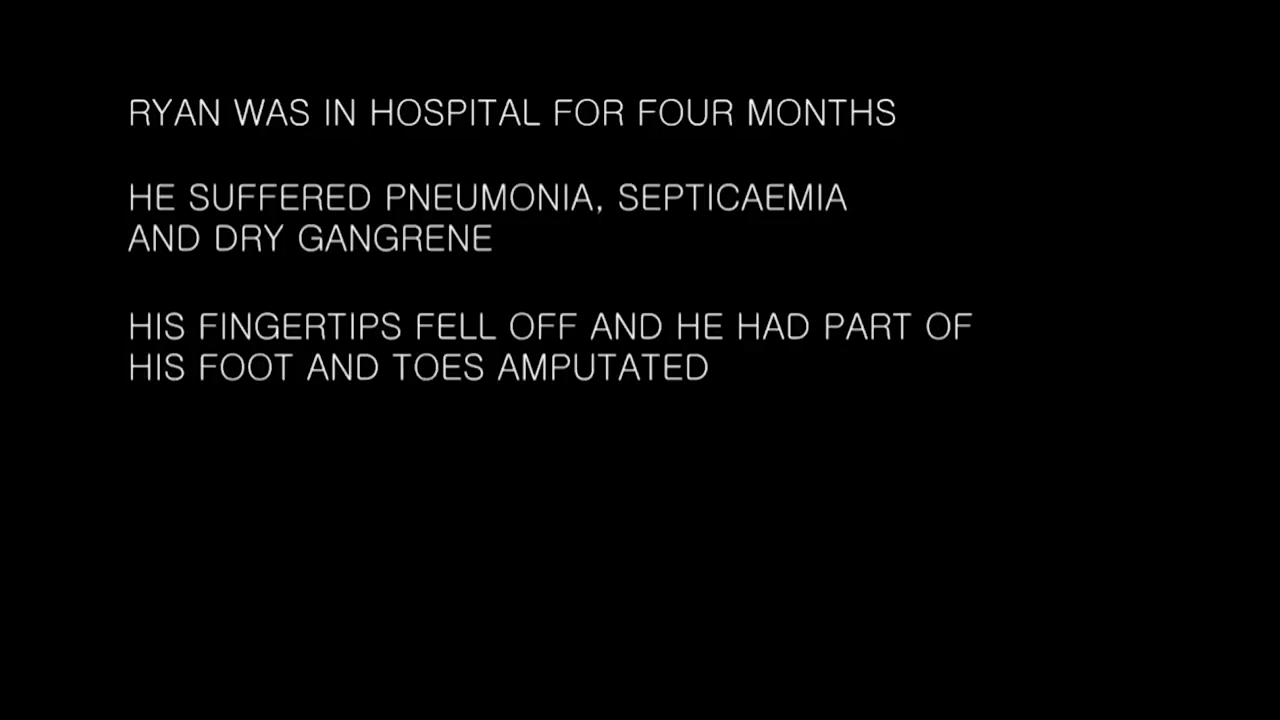 RYAN WAS IN HOSPITAL FOR FOUR MONTHS
HE SUFFERED PNEUMONIA, SEPTICAEMIA
AND DRY GANGRENE
HIS FINGERTIPS FELL OFF AND HE HAD PART OF
HIS FOOT AND TOES AMPUTATED